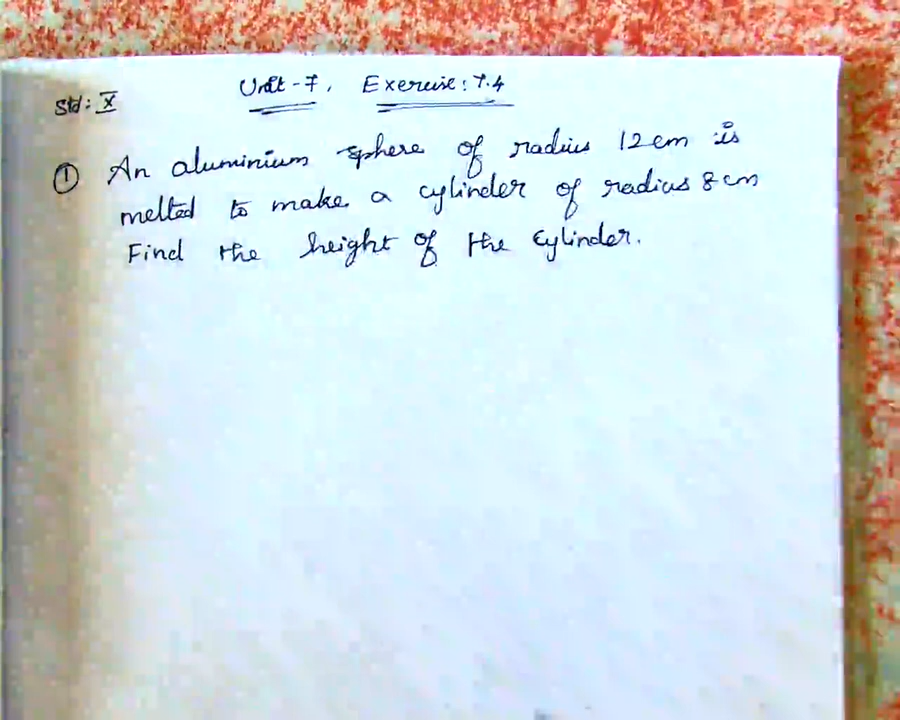 Std: X
Unit-7, Exercise: 7.4
① An aluminium sphere of radius 12cm is
melted to make a cylinder of radius 8cm
Find the height of the cylinder.